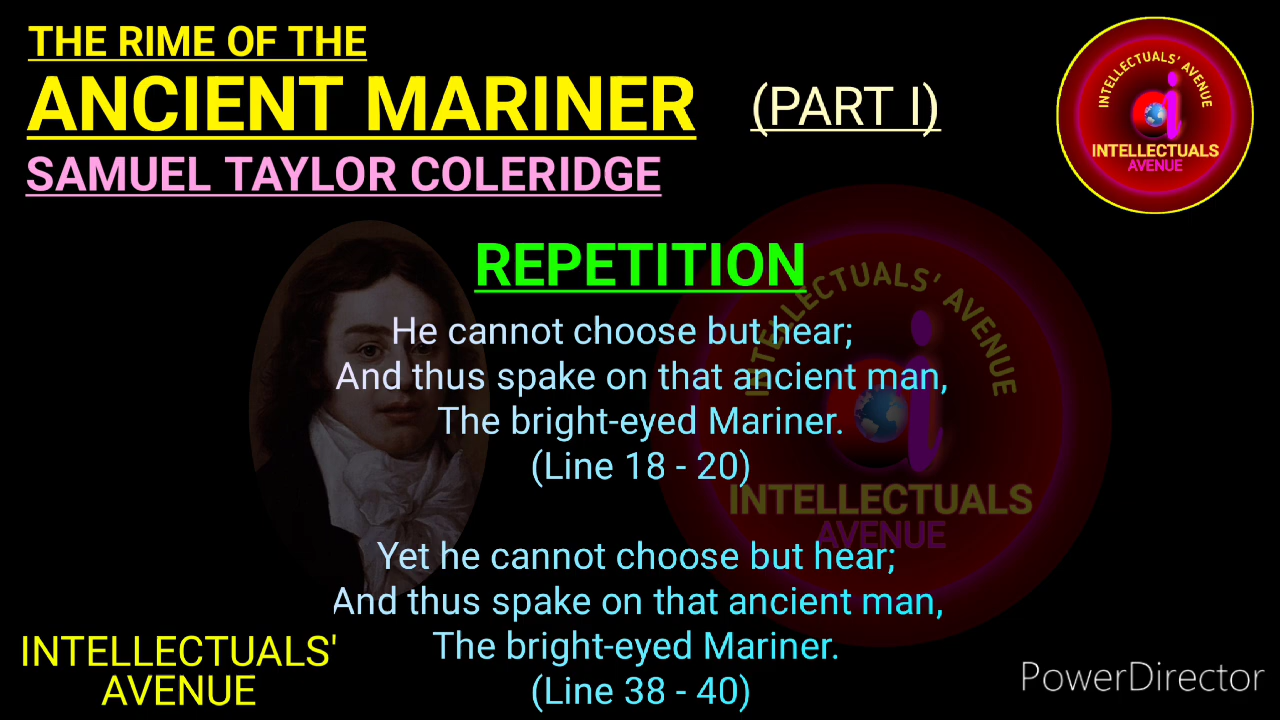 THE RIME OF THE
ANCIENT MARINER
(PART I)
SAMUEL TAYLOR COLERIDGE
INTELLECTUALS' AVENUE
INTELLECTUALS
AVENUE
REPETITION
He cannot choose but hear;
And thus spake on that ancient man,
The bright-eyed Mariner.
(Line 18 - 20)
INTELLECTUALS' AVENUE
INTELLECTUALS
AVENUE
Yet he cannot choose but hear;
And thus spake on that ancient man,
The bright-eyed Mariner.
(Line 38 - 40)
INTELLECTUALS'
AVENUE
PowerDirector